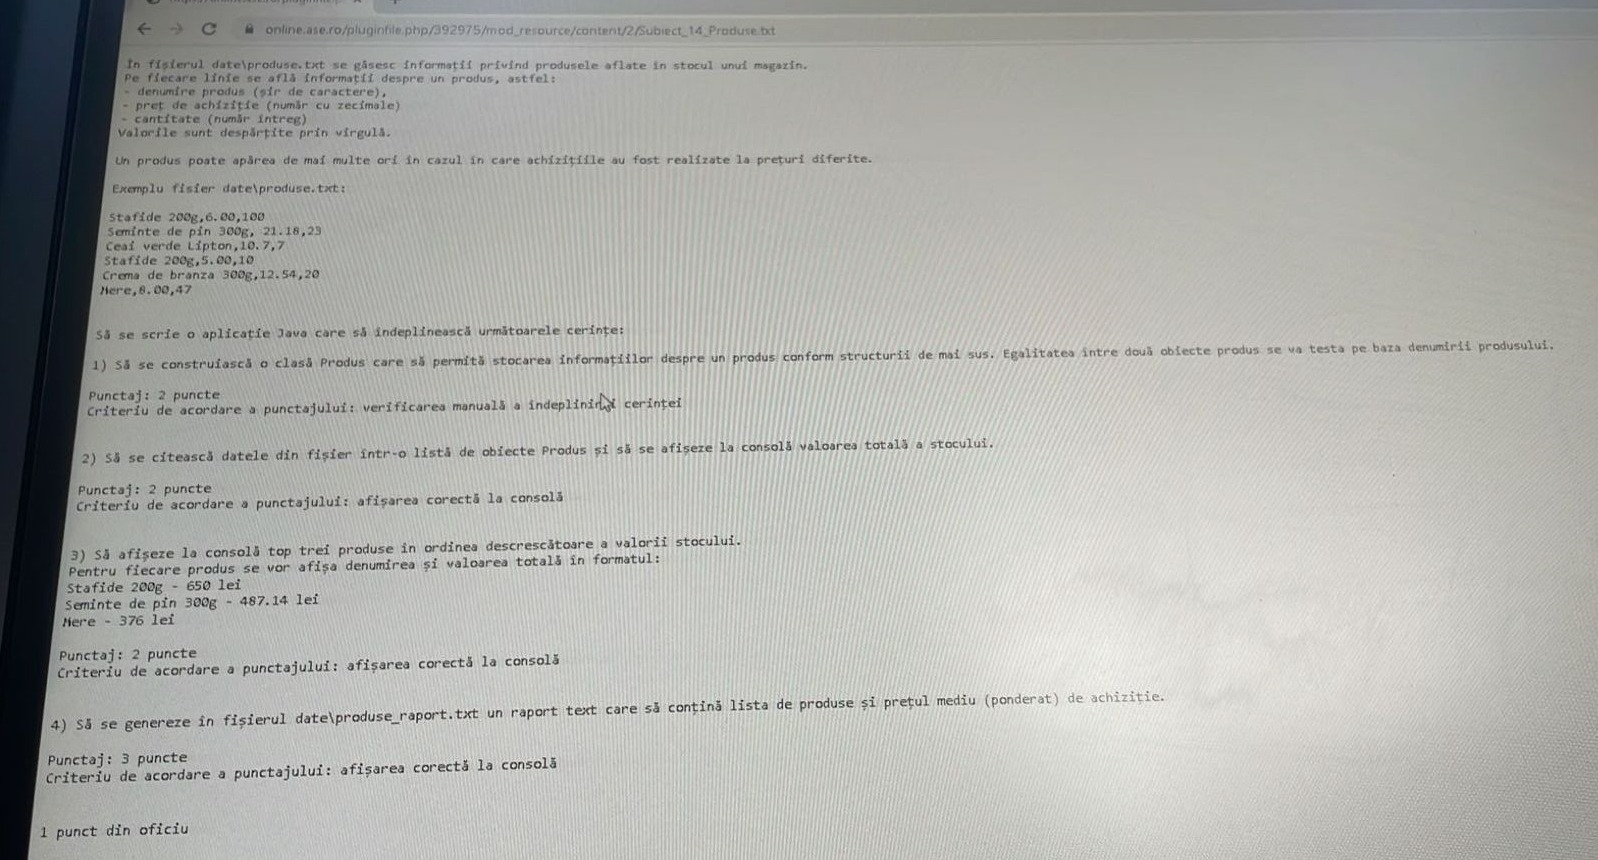 online.ase.ro/pluginfile.php/392975/mod_resource/content/2/Subiect_14_Produse.txt
În fișierul date\produse.txt se găsesc informații privind produsele aflate în stocul unui magazin.
Pe fiecare linie se află informații despre un produs, astfel:
- denumire produs (șir de caractere),
- preț de achiziție (număr cu zecimale)
- cantitate (număr întreg)
Valorile sunt despărțite prin virgulă.
Un produs poate apărea de mai multe ori în cazul în care achizițiile au fost realizate la prețuri diferite.
Exemplu fisier date\produse.txt:
Stafide 200g,6.00,100
Seminte de pin 300g, 21.18,23
Ceai verde Lipton,10.7,7
Stafide 200g,5.00,10
Crema de branza 300g,12.54,20
Mere,8.00,47
Să se scrie o aplicație Java care să îndeplinească următoarele cerințe:
1) Să se construiască o clasă Produs care să permită stocarea informațiilor despre un produs conform structurii de mai sus. Egalitatea între două obiecte produs se va testa pe baza denumirii produsului.
Punctaj: 2 puncte
Criteriu de acordare a punctajului: verificarea manuală a îndeplinirii cerinței
2) Să se citească datele din fișier într-o listă de obiecte Produs și să se afișeze la consolă valoarea totală a stocului.
Punctaj: 2 puncte
Criteriu de acordare a punctajului: afișarea corectă la consolă
3) Să afișeze la consolă top trei produse în ordinea descrescătoare a valorii stocului.
Pentru fiecare produs se vor afișa denumirea și valoarea totală în formatul:
Stafide 200g - 650 lei
Seminte de pin 300g - 487.14 lei
Mere - 376 lei
Punctaj: 2 puncte
Criteriu de acordare a punctajului: afișarea corectă la consolă
4) Să se genereze în fișierul date\produse_raport.txt un raport text care să conțină lista de produse și prețul mediu (ponderat) de achiziție.
Punctaj: 3 puncte
Criteriu de acordare a punctajului: afișarea corectă la consolă
1 punct din oficiu